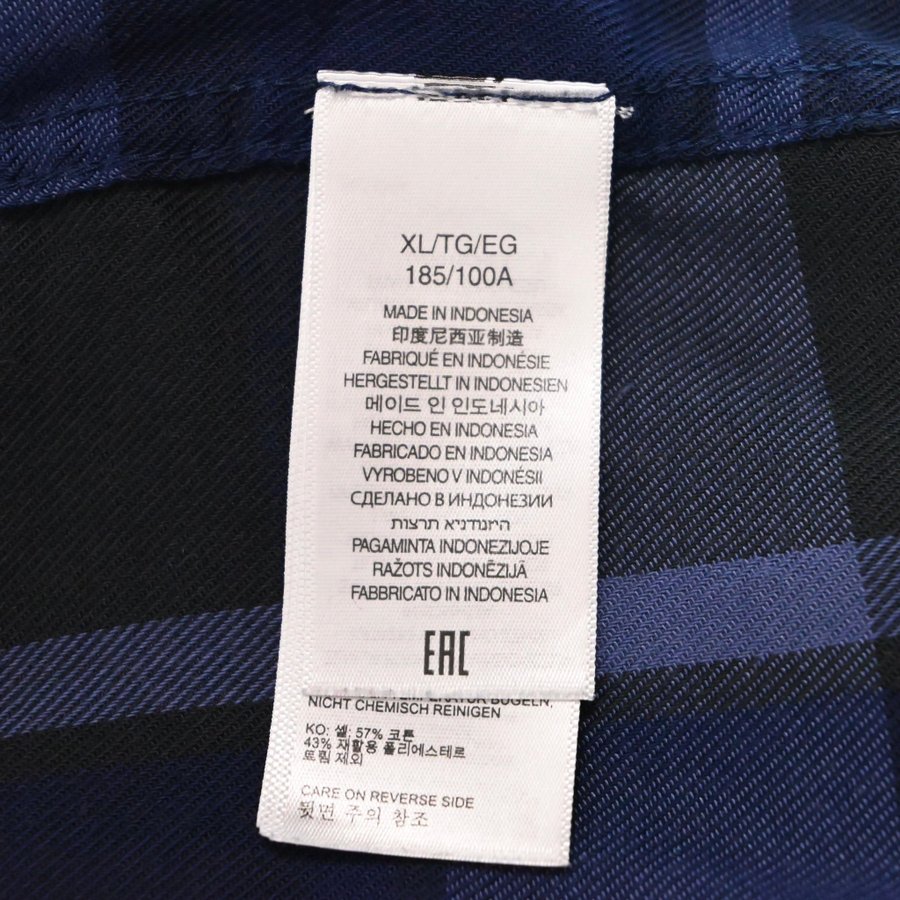 XL/TG/EG
185/100A
MADE IN INDONESIA
印度尼西亚制造
FABRIQUÉ EN INDONÉSIE
HERGESTELLT IN INDONESIEN
메이드 인 인도네시아
HECHO EN INDONESIA
FABRICADO EN INDONESIA
VYROBENO V INDONÉSII
СДЕЛАНО В ИНДОНЕЗИИ
PAGAMINTA INDONEZIJOJE
RAŽOTS INDONĒZIJĀ
FABBRICATO IN INDONESIA
EAC
BÜGELN,
NICHT CHEMISCH REINIGEN
KO: 셸: 57% 코튼
43% 재활용 폴리에스테르
트림 제외
CARE ON REVERSE SIDE
뒷면 주의 참조